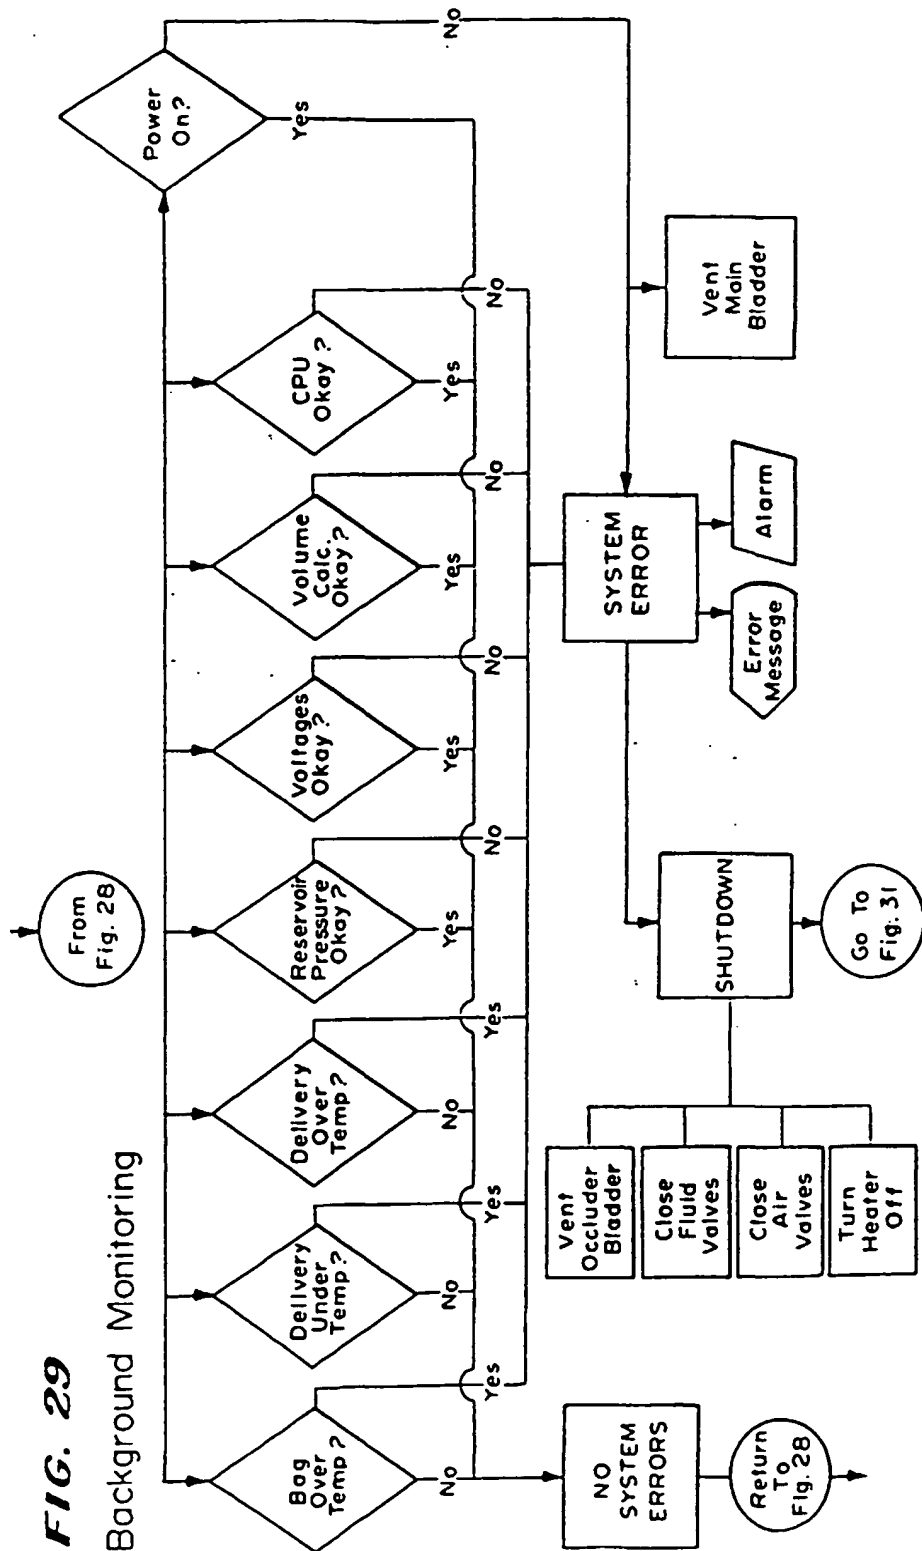 FIG. 29
Background Monitoring
From
Fig. 28
Bag
Over
Temp?
Yes
No
Delivery
Under
Temp?
Yes
No
Delivery
Over
Temp?
Yes
No
Reservoir
Pressure
Okay?
No
Yes
Voltages
Okay?
No
Yes
Volume
Calc.
Okay?
No
Yes
CPU
Okay?
No
Yes
Power
On?
No
Yes
NO
SYSTEM
ERRORS
Return
To
Fig. 28
SYSTEM
ERROR
Error
Message
Alarm
Vent
Main
Bladder
SHUTDOWN
Go To
Fig. 31
Vent
Occluder
Bladder
Close
Fluid
Valves
Close
Air
Valves
Turn
Heater
Off